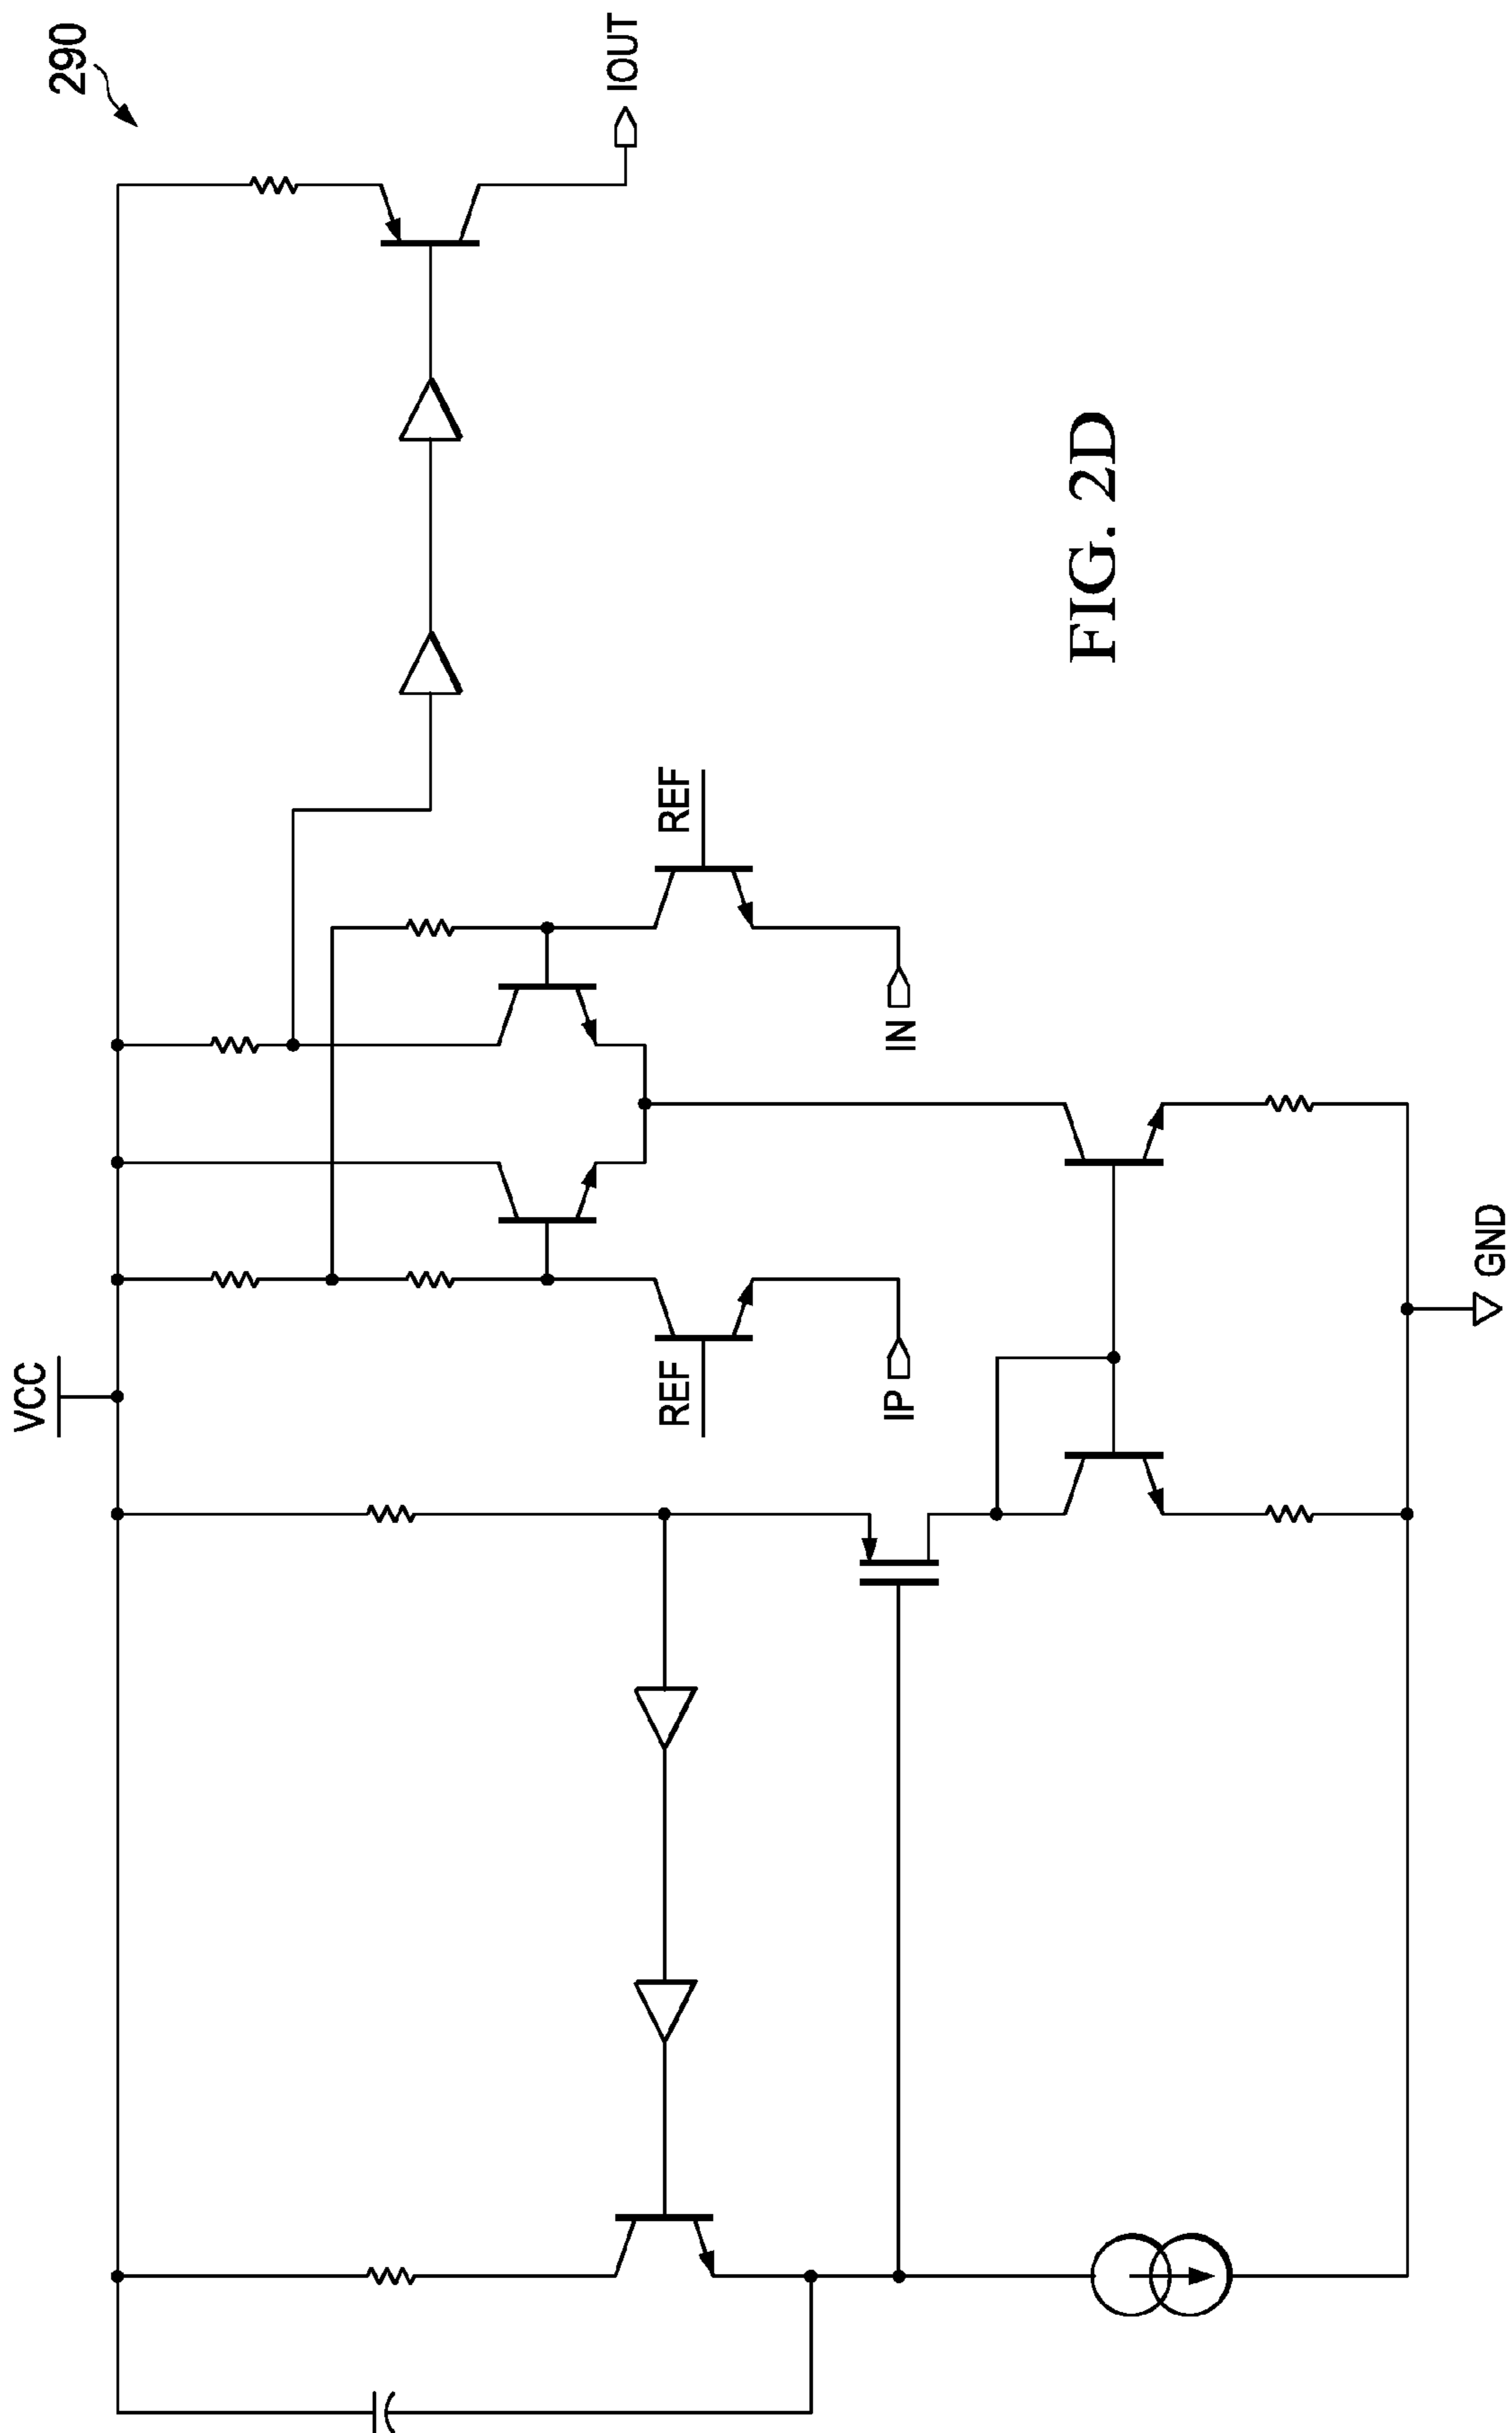 290
VCC
IOUT
REF
REF
IP
IN
GND
FIG. 2D